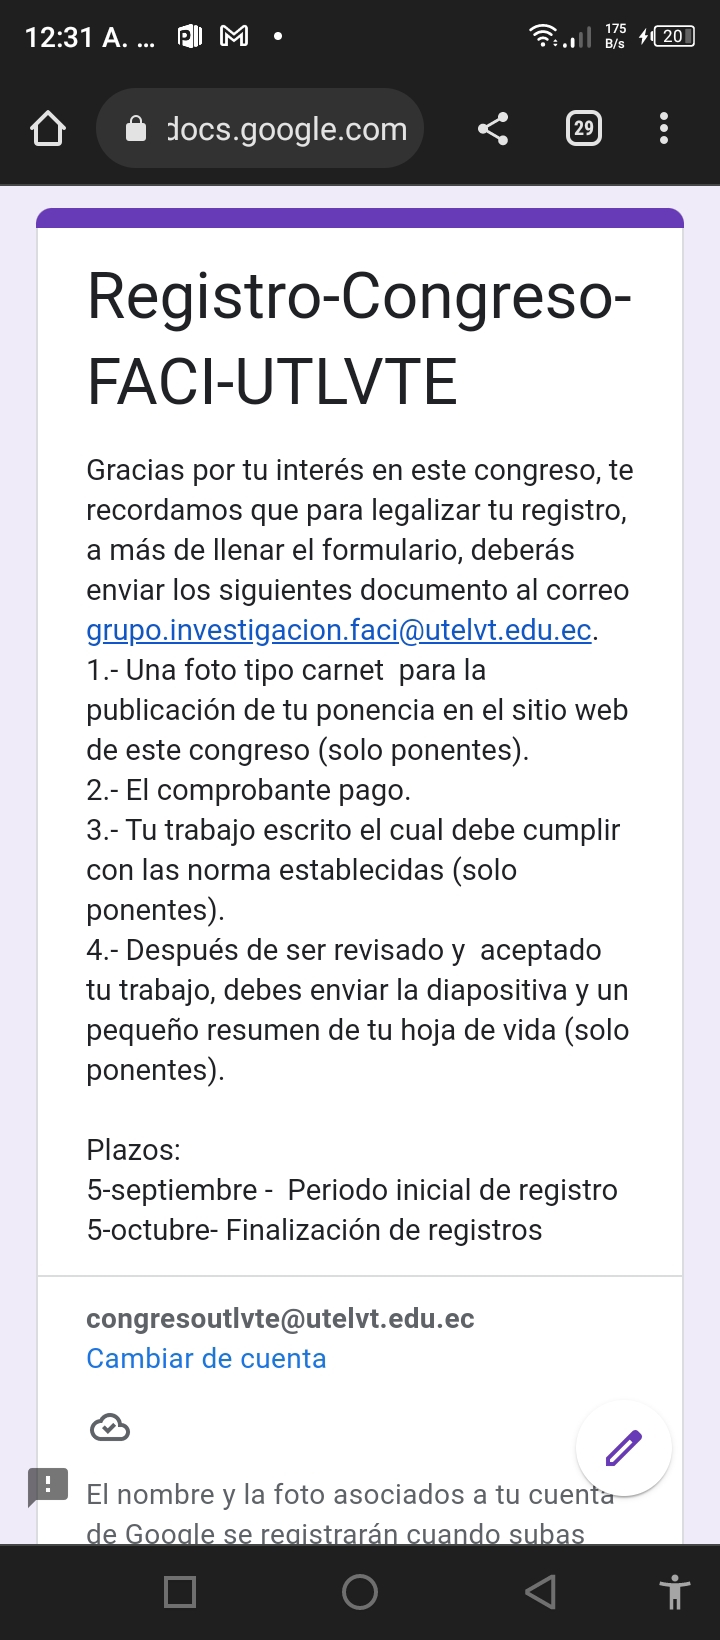 12:31 A. ...
175
B/s
20
docs.google.com
29
Registro-Congreso-
FACI-UTLVTE
Gracias por tu interés en este congreso, te
recordamos que para legalizar tu registro,
a más de llenar el formulario, deberás
enviar los siguientes documento al correo
grupo.investigacion.faci@utelvt.edu.ec.
1.- Una foto tipo carnet  para la
publicación de tu ponencia en el sitio web
de este congreso (solo ponentes).
2.- El comprobante pago.
3.- Tu trabajo escrito el cual debe cumplir
con las norma establecidas (solo
ponentes).
4.- Después de ser revisado y  aceptado
tu trabajo, debes enviar la diapositiva y un
pequeño resumen de tu hoja de vida (solo
ponentes).
Plazos:
5-septiembre -  Periodo inicial de registro
5-octubre- Finalización de registros
congresoutlvte@utelvt.edu.ec
Cambiar de cuenta
El nombre y la foto asociados a tu cuenta
de Google se registrarán cuando subas